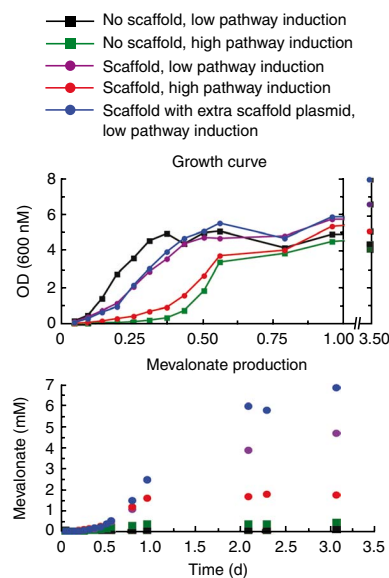 No scaffold, low pathway induction
No scaffold, high pathway induction
Scaffold, low pathway induction
Scaffold, high pathway induction
Scaffold with extra scaffold plasmid,
low pathway induction
Growth curve
OD (600 nM)
8
6
4
2
0
0 0.25 0.50 0.75 1.00 3.50
Mevalonate production
Mevalonate (mM)
7
6
5
4
3
2
1
0
0 0.5 1.0 1.5 2.0 2.5 3.0 3.5
Time (d)